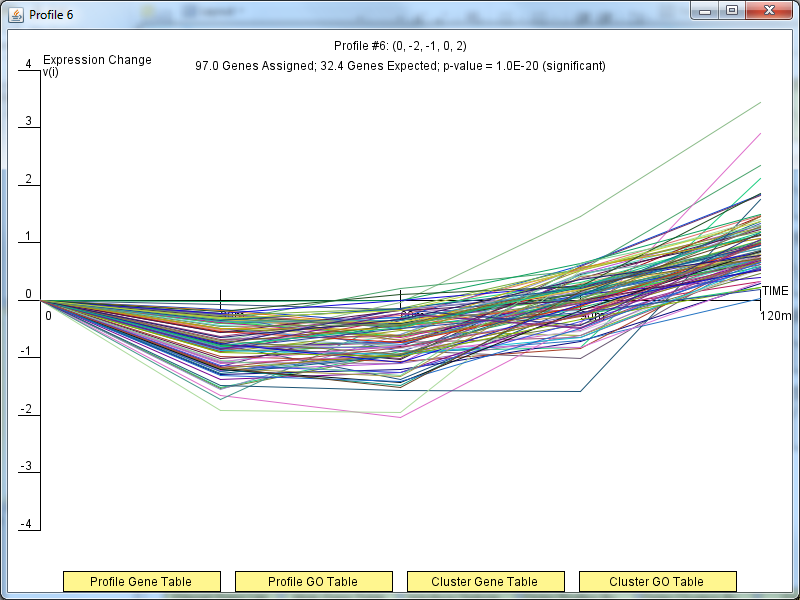 Profile 6
Profile #6: (0, -2, -1, 0, 2)
Expression Change
v(i)
97.0 Genes Assigned; 32.4 Genes Expected; p-value = 1.0E-20 (significant)
4
3
2
1
0
-1
-2
-3
-4
TIME
0
120m
Profile Gene Table
Profile GO Table
Cluster Gene Table
Cluster GO Table